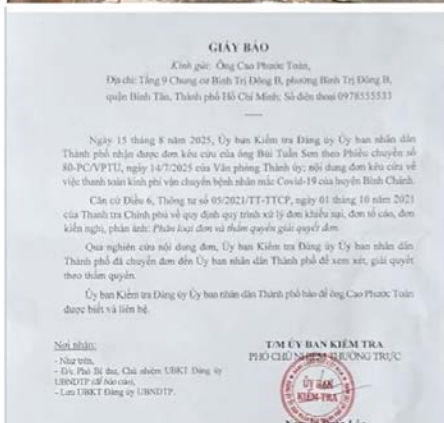 GIẤY BÁO
Kính gửi: Ông Cao Phước Toàn,
Địa chỉ: Tầng 9 Chung cư Bình Trị Đông B, phường Bình Trị Đông B,
quận Bình Tân, Thành phố Hồ Chí Minh; Số điện thoại 0978555533
Ngày 15 tháng 8 năm 2025, Ủy ban Kiểm tra Đảng ủy Ủy ban nhân dân
Thành phố nhận được đơn kêu cứu của ông Bùi Tuấn Sen theo Phiếu chuyển số
80-PC/VPTU, ngày 14/7/2025 của Văn phòng Thành ủy; nội dung đơn kêu cứu về
việc thanh toán kinh phí vận chuyển bệnh nhân mắc Covid-19 của huyện Bình Chánh.
Căn cứ Điều 6, Thông tư số 05/2021/TT-TTCP, ngày 01 tháng 10 năm 2021
của Thanh tra Chính phủ về quy định quy trình xử lý đơn khiếu nại, đơn tố cáo, đơn
kiến nghị, phản ánh: Phân loại đơn và thẩm quyền giải quyết đơn.
Qua nghiên cứu nội dung đơn, Ủy ban Kiểm tra Đảng ủy Ủy ban nhân dân
Thành phố đã chuyển đơn đến Ủy ban nhân dân Thành phố để xem xét, giải quyết
theo thẩm quyền.
Ủy ban Kiểm tra Đảng ủy Ủy ban nhân dân Thành phố báo để ông Cao Phước Toàn
được biết và liên hệ.
Nơi nhận:
- Như trên,
- Đ/c Phó Bí thư, Chủ nhiệm UBKT Đảng ủy
UBNDTP (để báo cáo),
- Lưu UBKT Đảng ủy UBNDTP.
T/M ỦY BAN KIỂM TRA
PHÓ CHỦ NHIỆM THƯỜNG TRỰC
ỦY BAN
KIỂM TRA